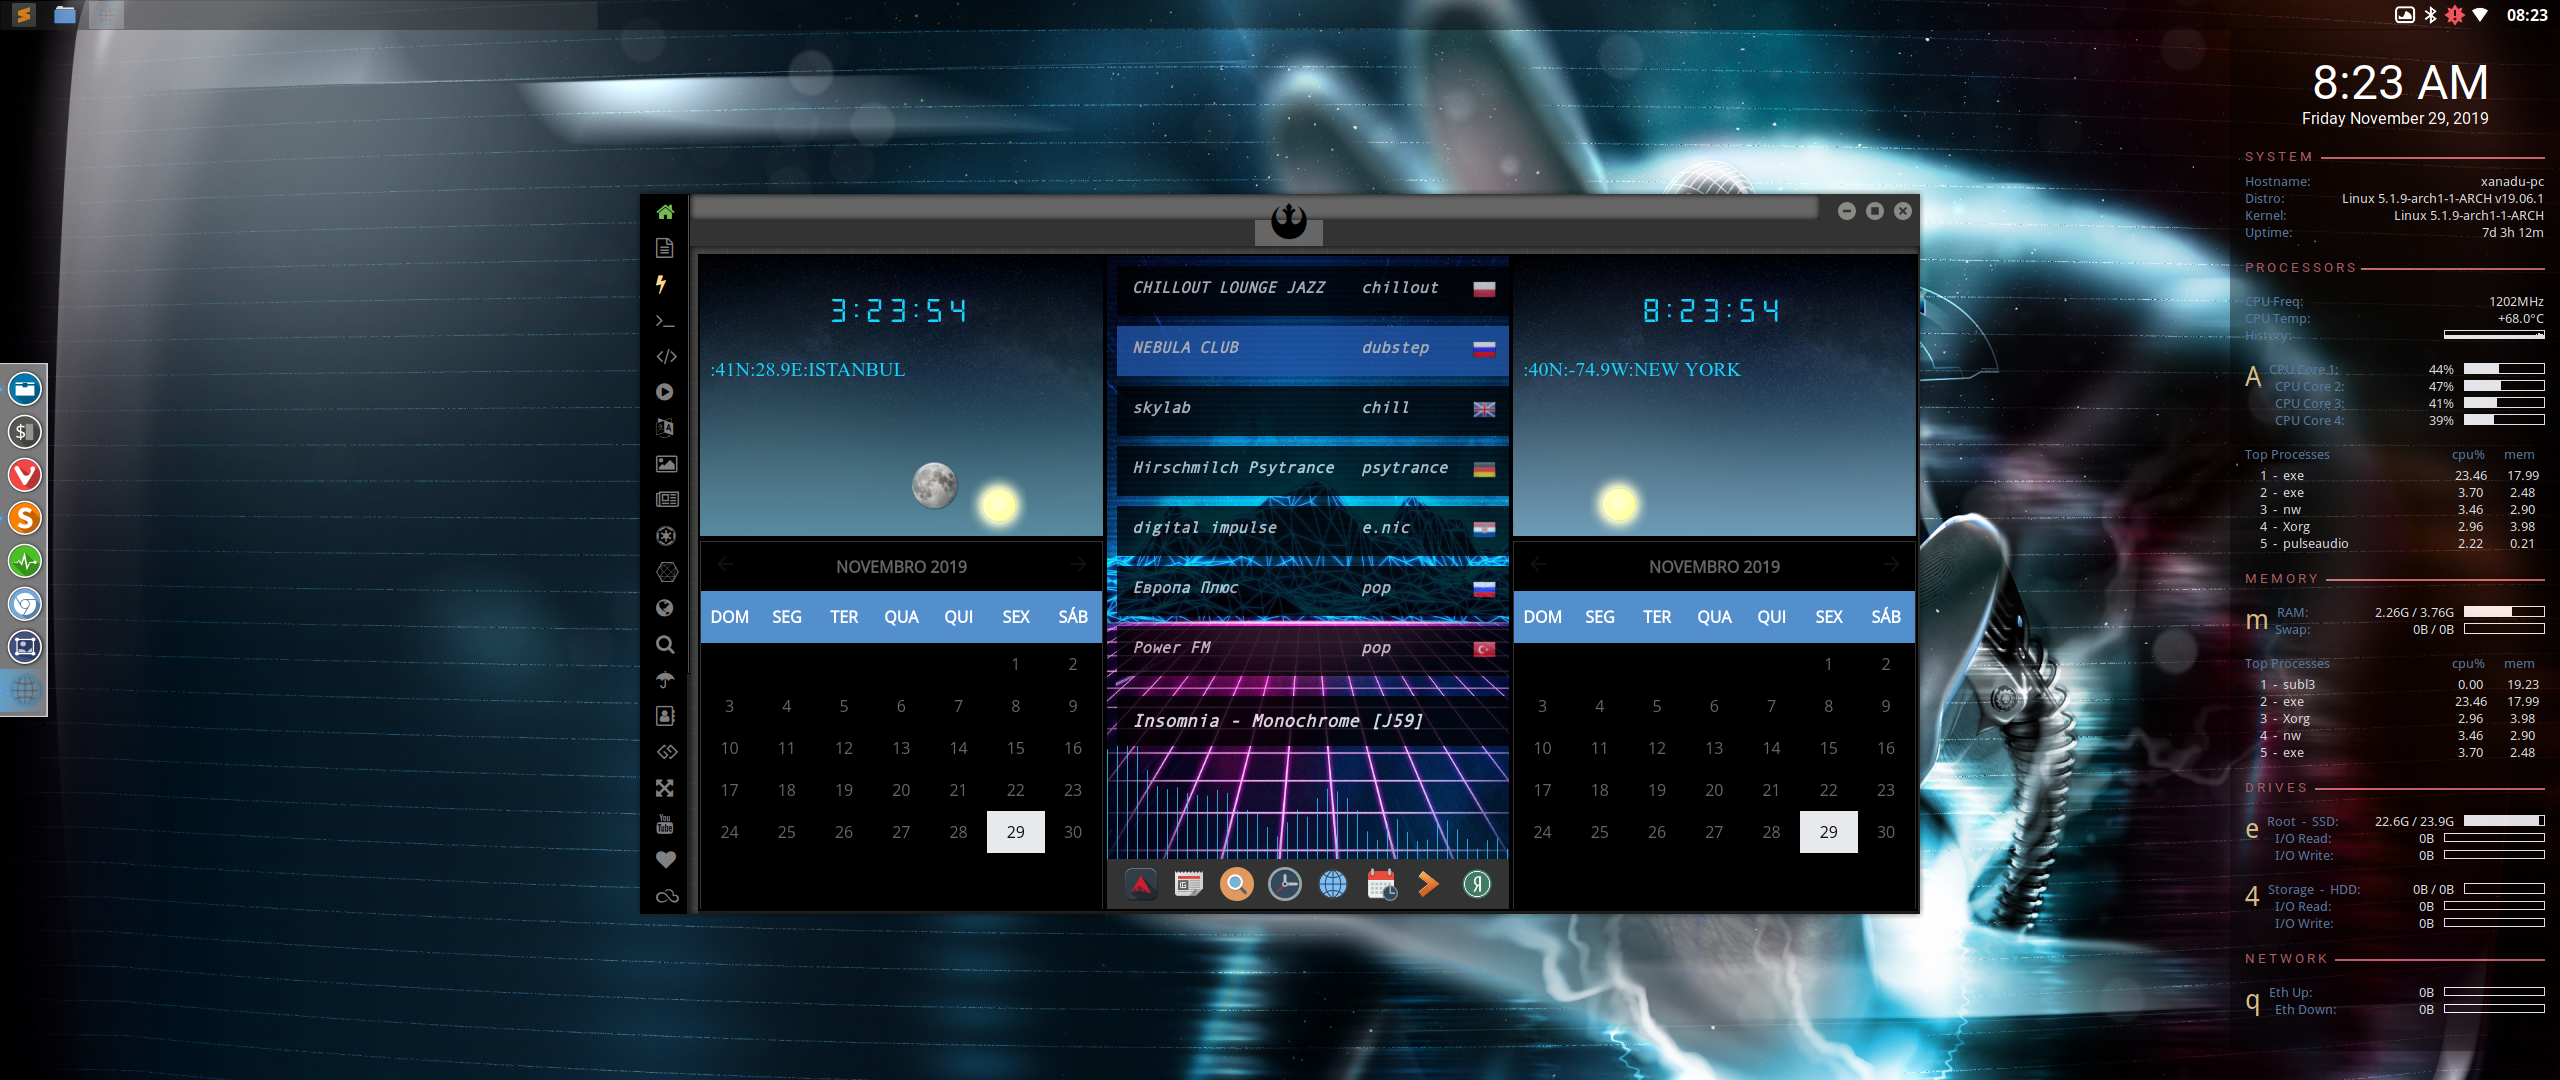 08:23
8:23 AM
Friday November 29, 2019
SYSTEM
Hostname: xanadu-pc
Distro: Linux 5.1.9-arch1-1-ARCH v19.06.1
Kernel: Linux 5.1.9-arch1-1-ARCH
Uptime: 7d 3h 12m
PROCESSORS
CPU Freq: 1202MHz
CPU Temp: +68.0°C
History:
A CPU Core 1: 44%
CPU Core 2: 47%
CPU Core 3: 41%
CPU Core 4: 39%
Top Processes cpu% mem
1 - exe 23.46 17.99
2 - exe 3.70 2.48
3 - nw 3.46 2.90
4 - Xorg 2.96 3.98
5 - pulseaudio 2.22 0.21
MEMORY
m RAM: 2.26G / 3.76G
Swap: 0B / 0B
Top Processes cpu% mem
1 - subl3 0.00 19.23
2 - exe 23.46 17.99
3 - Xorg 2.96 3.98
4 - nw 3.46 2.90
5 - exe 3.70 2.48
DRIVES
e Root - SSD: 22.6G / 23.9G
I/O Read: 0B
I/O Write: 0B
4 Storage - HDD: 0B / 0B
I/O Read: 0B
I/O Write: 0B
NETWORK
q Eth Up: 0B
Eth Down: 0B
3:23:54
:41N:28.9E:ISTANBUL
NOVEMBRO 2019
DOM SEG TER QUA QUI SEX SÁB
1 2
3 4 5 6 7 8 9
10 11 12 13 14 15 16
17 18 19 20 21 22 23
24 25 26 27 28 29 30
CHILLOUT LOUNGE JAZZ chillout
NEBULA CLUB dubstep
skylab chill
Hirschmilch Psytrance psytrance
digital impulse e.nic
Европа Плюс pop
Power FM pop
Insomnia - Monochrome [J59]
8:23:54
:40N:-74.9W:NEW YORK
NOVEMBRO 2019
DOM SEG TER QUA QUI SEX SÁB
1 2
3 4 5 6 7 8 9
10 11 12 13 14 15 16
17 18 19 20 21 22 23
24 25 26 27 28 29 30
You
Tube
$
S
Я